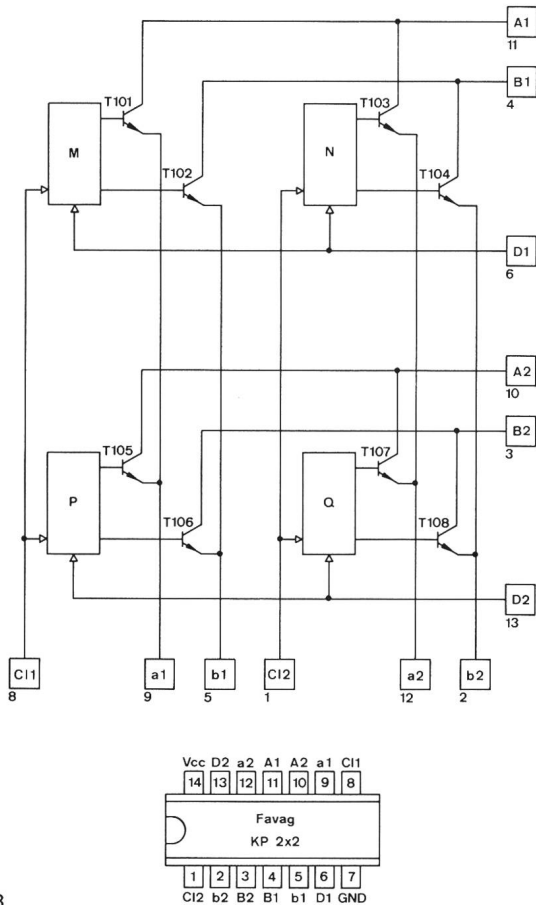 A1
11
B1
4
T101
T103
M
N
T102
T104
D1
6
A2
10
B2
3
T105
T107
P
Q
T106
T108
D2
13
Cl1
a1
b1
Cl2
a2
b2
8
9
5
1
12
2
Vcc D2 a2 A1 A2 a1 Cl1
14 13 12 11 10 9 8
Favag
KP 2x2
1 2 3 4 5 6 7
Cl2 b2 B2 B1 b1 D1 GND